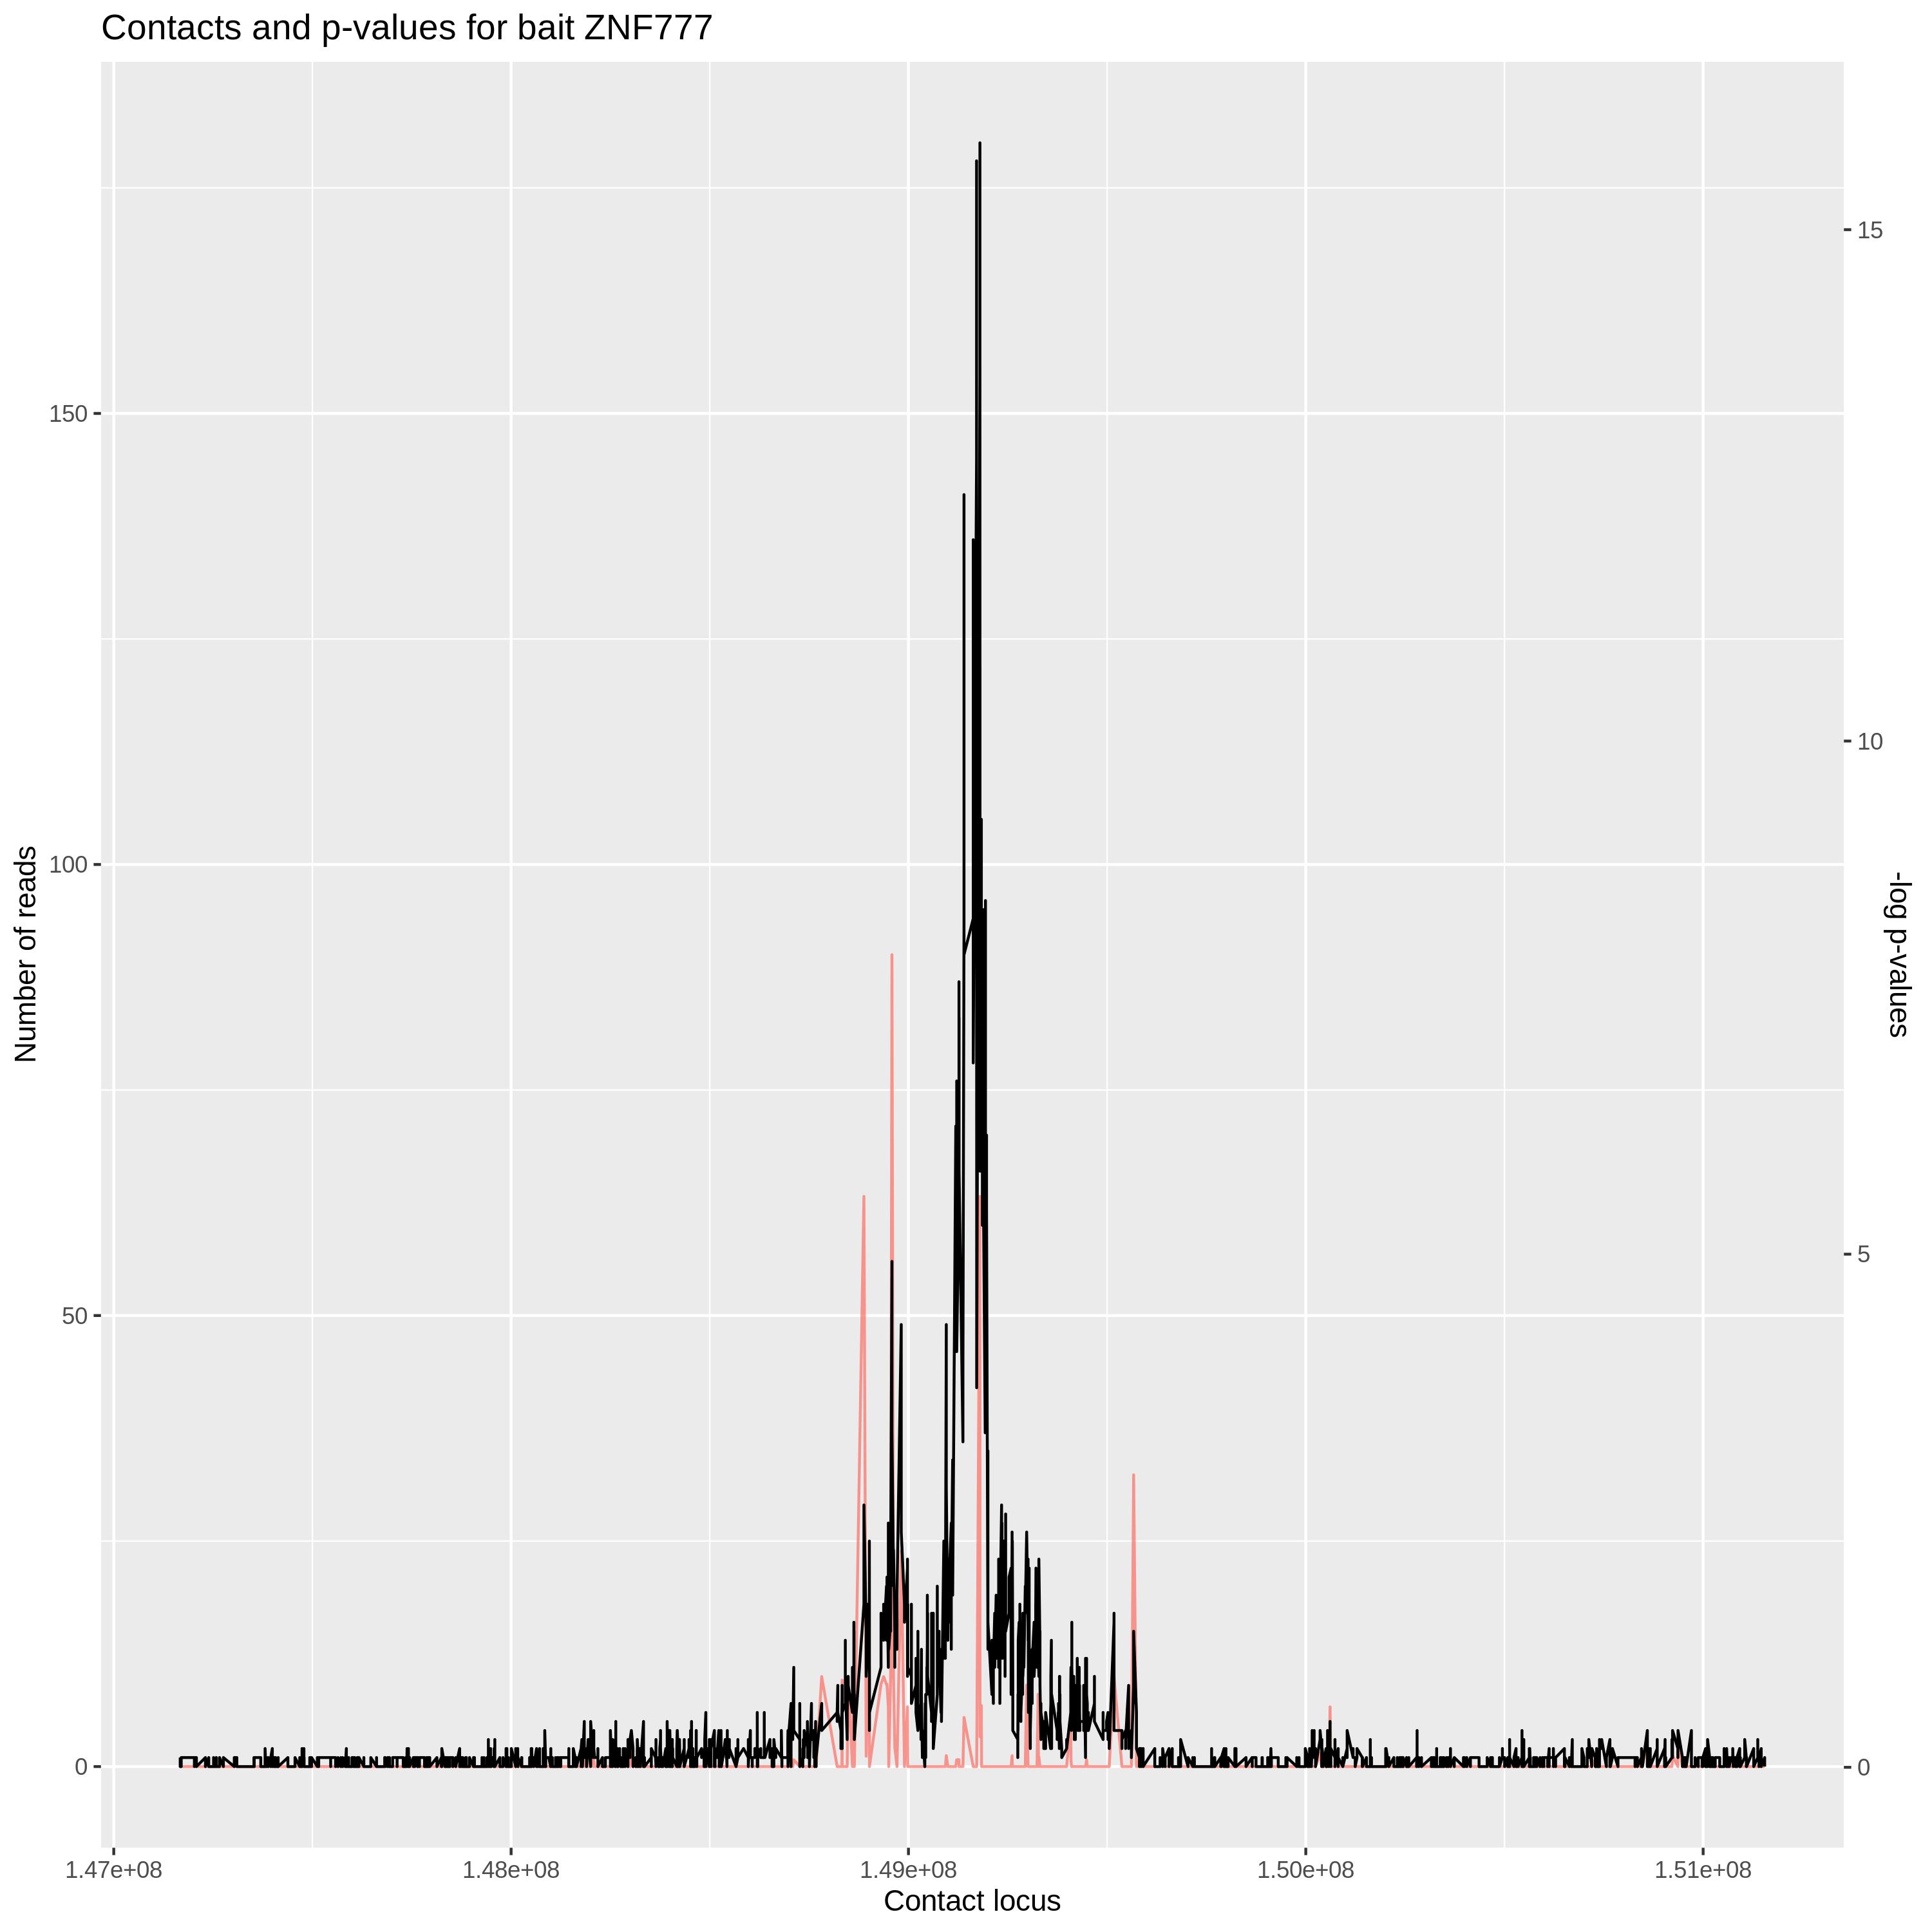 Contacts and p-values for bait ZNF777
Number of reads
150
100
50
0
15
10
5
0
-log p-values
1.47e+08
1.48e+08
1.49e+08
1.50e+08
1.51e+08
Contact locus